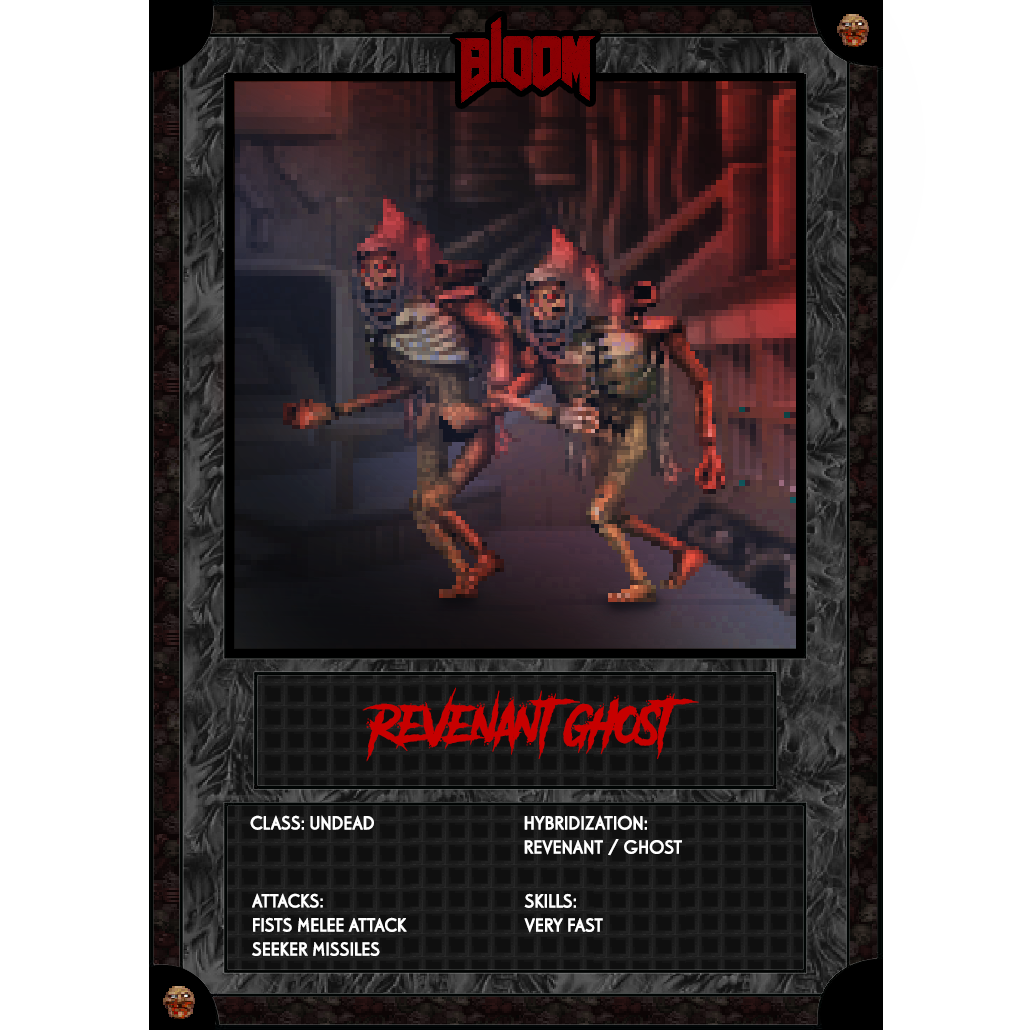 BLOOM
REVENANT GHOST
CLASS: UNDEAD
HYBRIDIZATION:
REVENANT / GHOST
ATTACKS:
FISTS MELEE ATTACK
SEEKER MISSILES
SKILLS:
VERY FAST